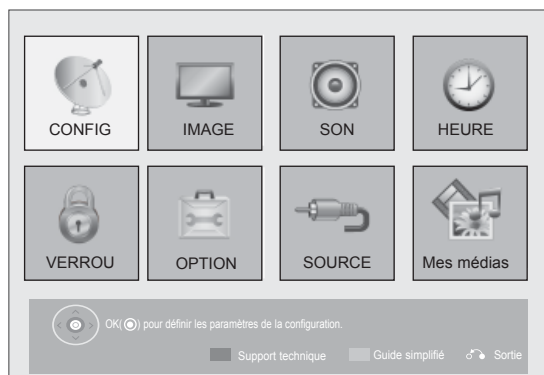 CONFIG IMAGE SON HEURE
VERROU OPTION SOURCE Mes médias
OK(◉) pour définir les paramètres de la configuration.
Support technique Guide simplifié Sortie